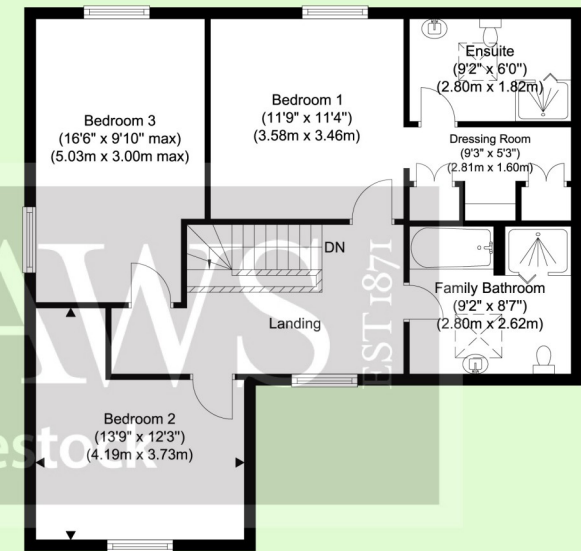 Bedroom 3
(16'6" x 9'10" max)
(5.03m x 3.00m max)
Bedroom 1
(11'9" x 11'4")
(3.58m x 3.46m)
Ensuite
(9'2" x 6'0")
(2.80m x 1.82m)
Dressing Room
(9'3" x 5'3")
(2.81m x 1.60m)
DN
Landing
Family Bathroom
(9'2" x 8'7")
(2.80m x 2.62m)
Bedroom 2
(13'9" x 12'3")
(4.19m x 3.73m)
AWS
EST 1871
estock